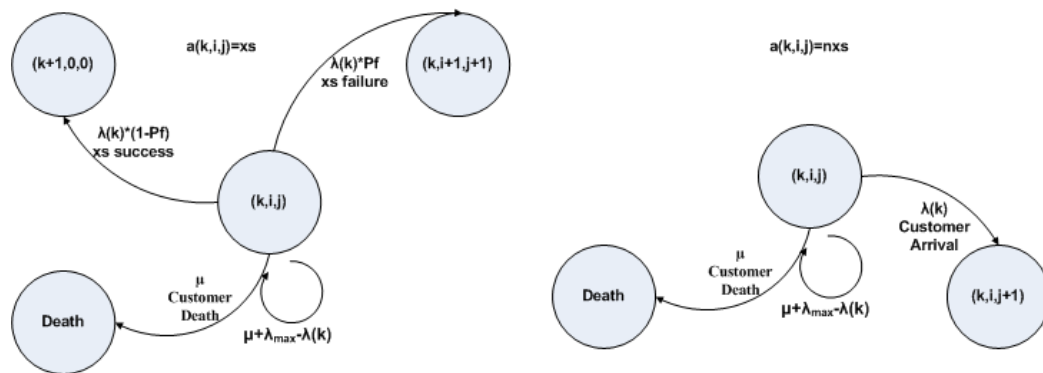 a(k,i,j)=xs
(k+1,0,0)
λ(k)*Pf
xs failure
(k,i+1,j+1)
λ(k)*(1-Pf)
xs success
(k,i,j)
μ
Customer
Death
Death
μ+λmax-λ(k)
a(k,i,j)=nxs
(k,i,j)
λ(k)
Customer
Arrival
μ
Customer
Death
Death
μ+λmax-λ(k)
(k,i,j+1)